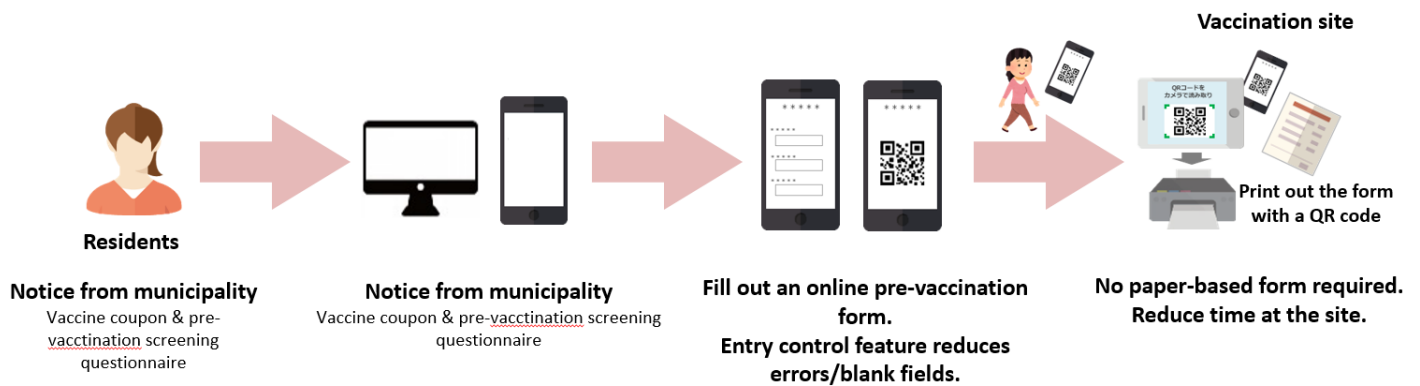 Vaccination site
QRコードを
カメラで読み取り
*****
*****
*****
*****
*****
Print out the form
with a QR code
Residents
Notice from municipality
Vaccine coupon & pre-
vacctination screening
questionnaire
Notice from municipality
Vaccine coupon & pre-vacctination screening
questionnaire
Fill out an online pre-vaccination
form.
Entry control feature reduces
errors/blank fields.
No paper-based form required.
Reduce time at the site.